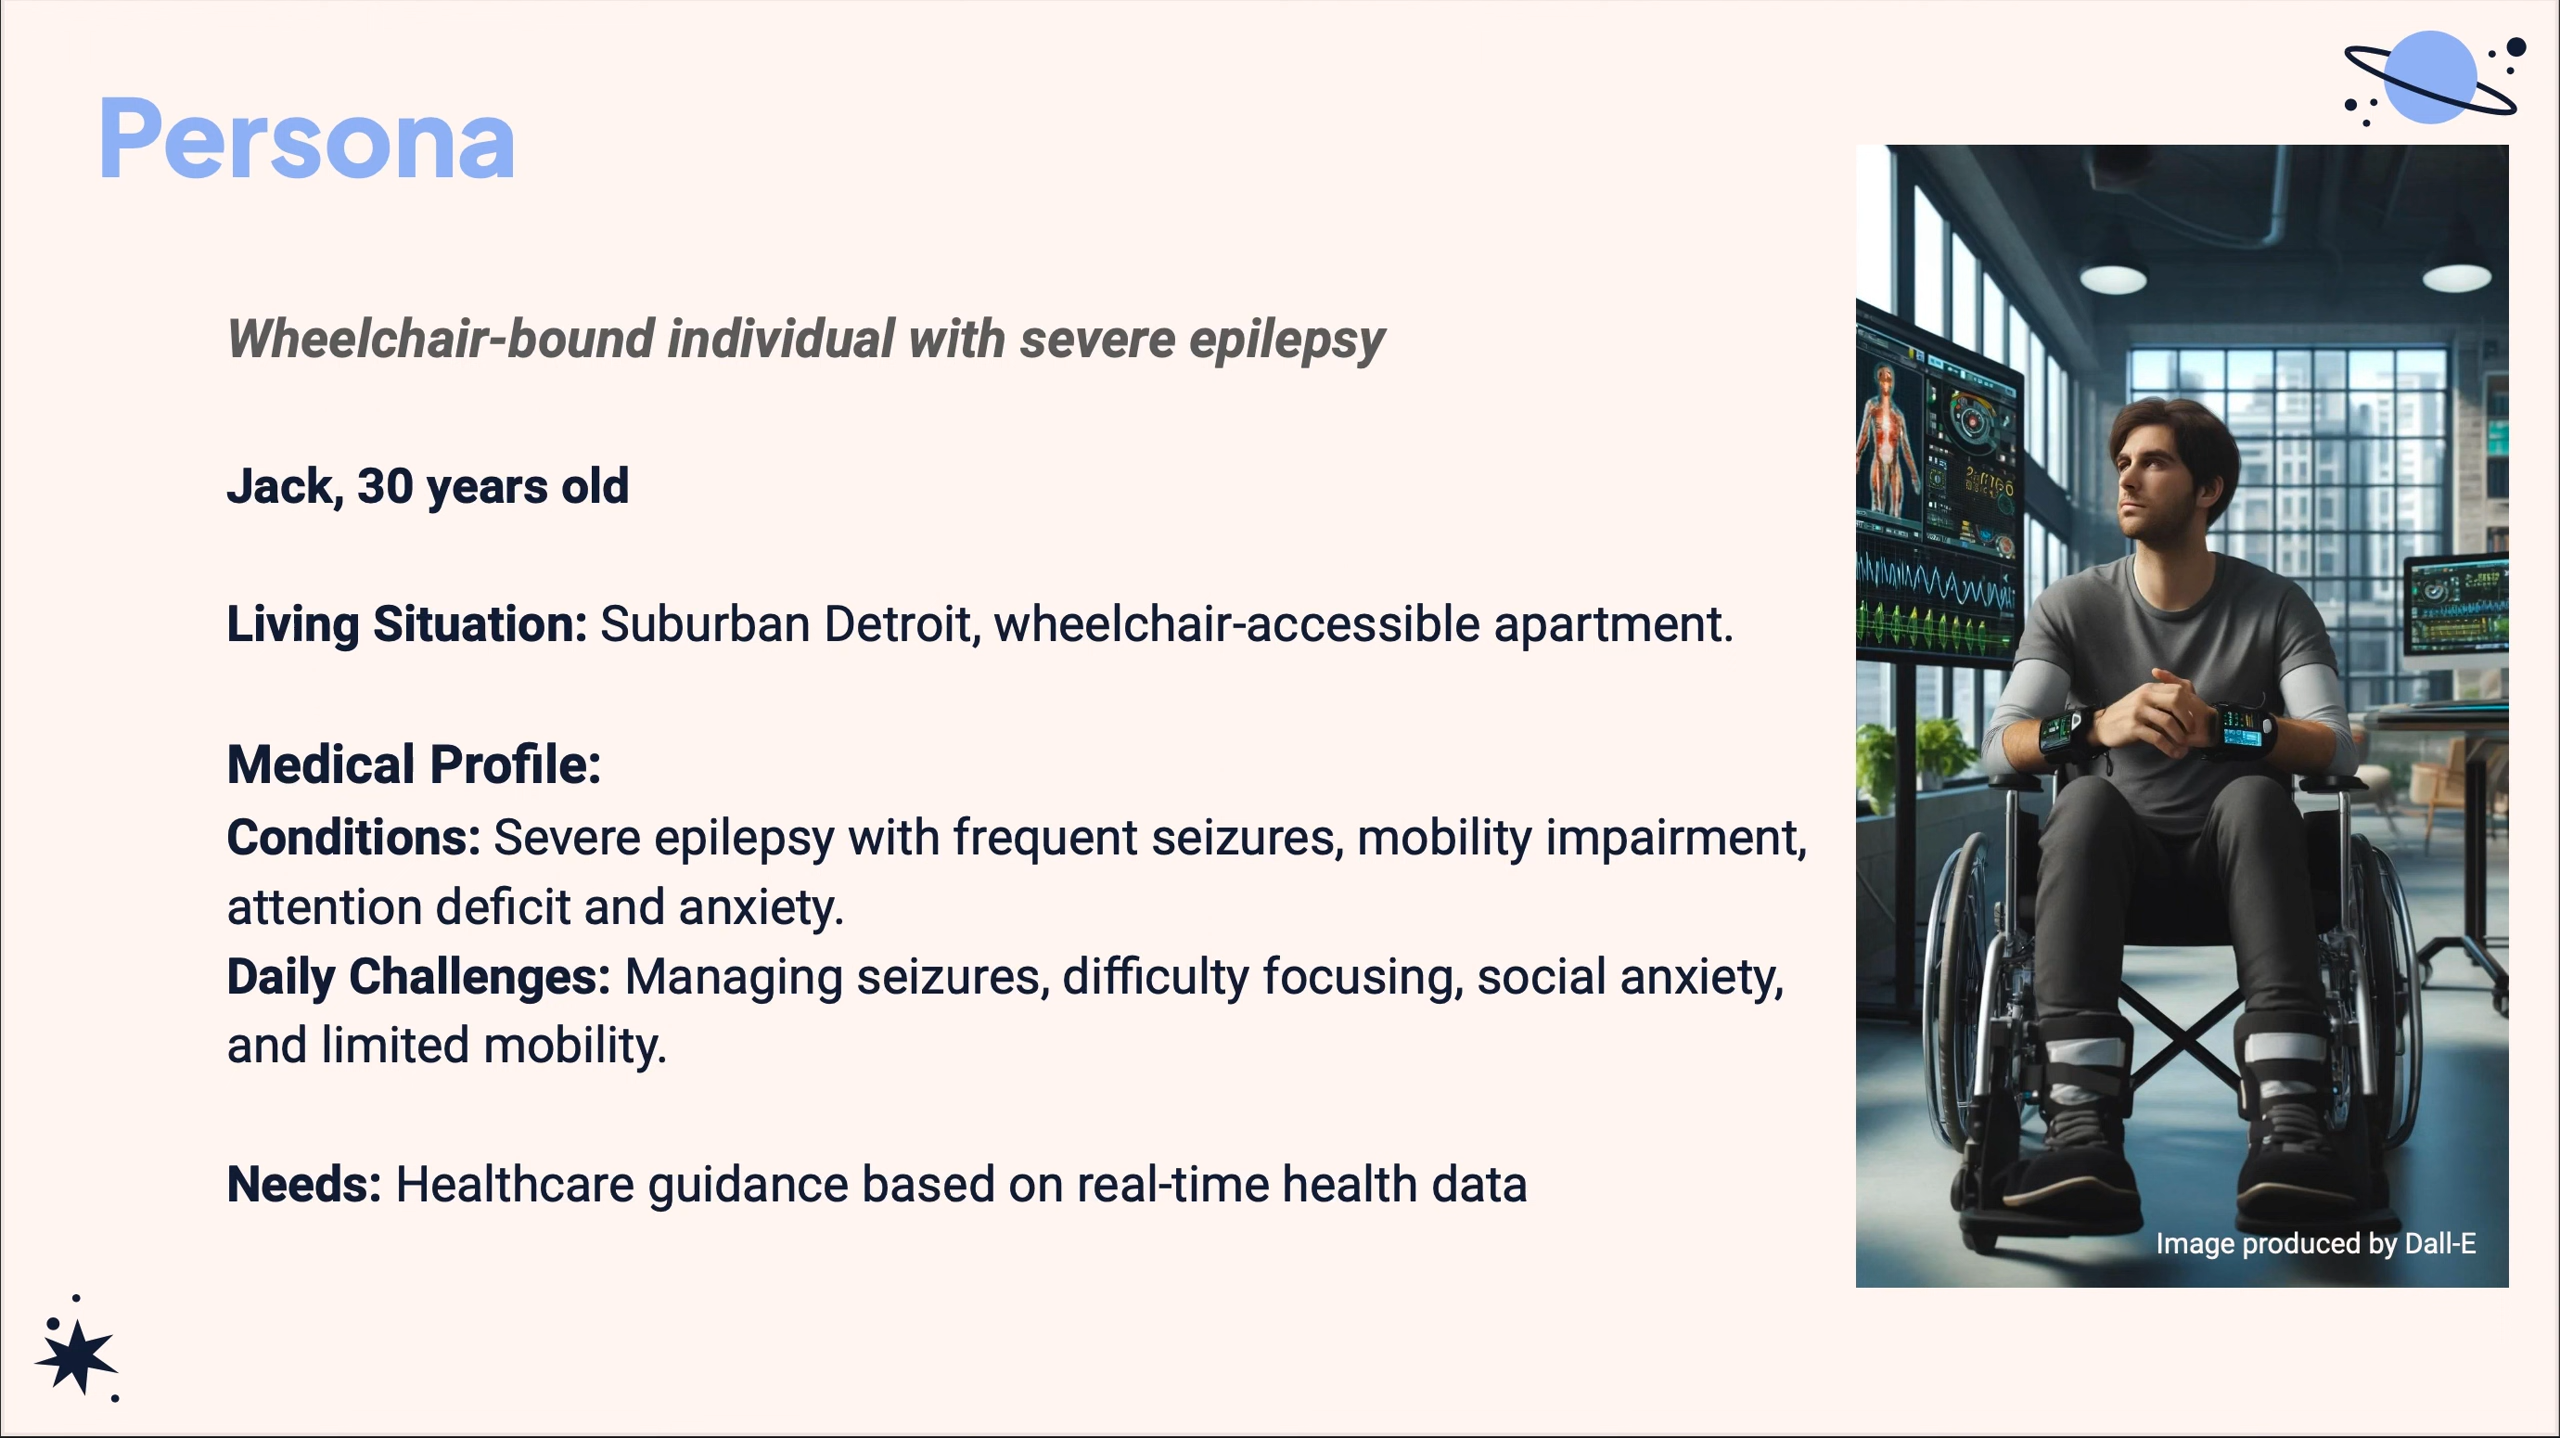 Persona
Wheelchair-bound individual with severe epilepsy
Jack, 30 years old
Living Situation: Suburban Detroit, wheelchair-accessible apartment.
Medical Profile:
Conditions: Severe epilepsy with frequent seizures, mobility impairment,
attention deficit and anxiety.
Daily Challenges: Managing seizures, difficulty focusing, social anxiety,
and limited mobility.
Needs: Healthcare guidance based on real-time health data
Image produced by Dall-E